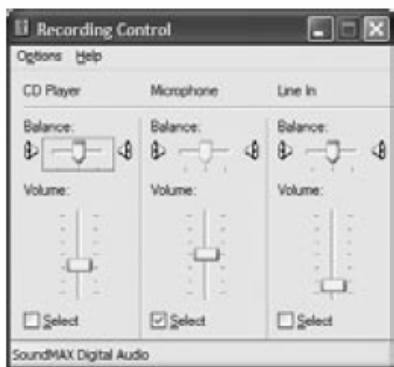 Recording Control
Options Help
CD Player Microphone Line In
Balance: Balance: Balance:
Volume: Volume: Volume:
Select Select Select
SoundMAX Digital Audio